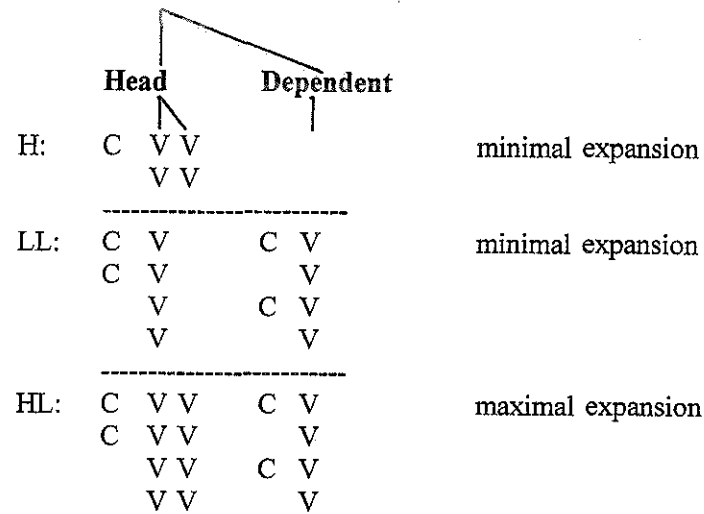 Head Dependent
H: C V V minimal expansion
V V
LL: C V C V minimal expansion
C V V
V C V
V V
HL: C V V C V maximal expansion
C V V V
V V C V
V V V